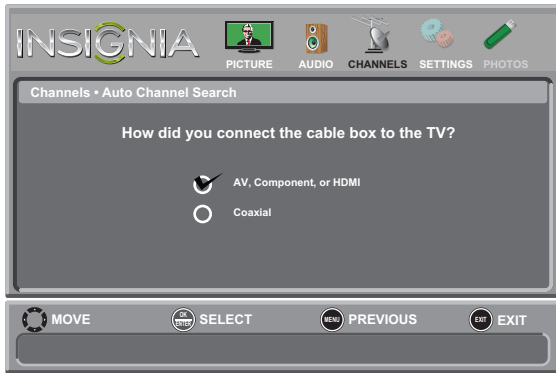 INSIGNIA
PICTURE AUDIO CHANNELS SETTINGS PHOTOS
Channels • Auto Channel Search
How did you connect the cable box to the TV?
AV, Component, or HDMI
Coaxial
MOVE OK ENTER SELECT MENU PREVIOUS EXIT EXIT